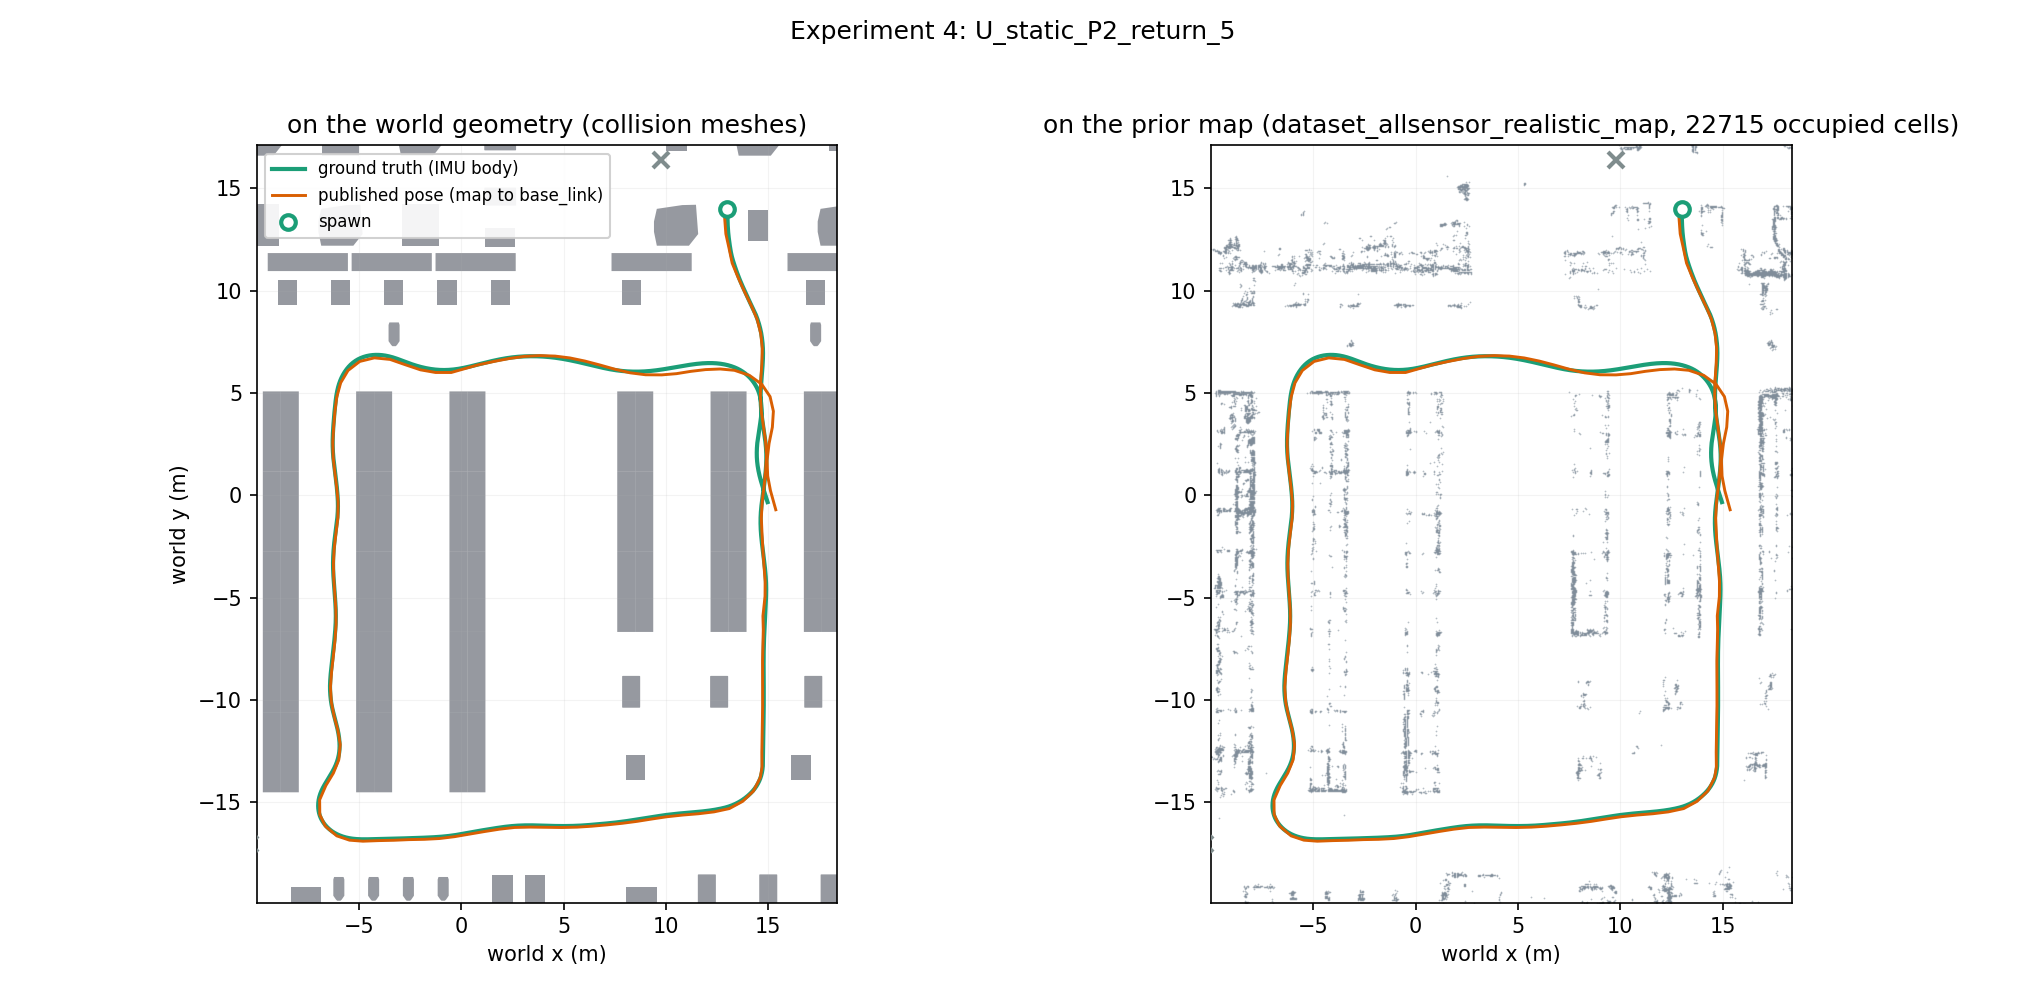 Experiment 4: U_static_P2_return_5
on the world geometry (collision meshes)
ground truth (IMU body)
published pose (map to base_link)
spawn
15
10
5
0
−5
−10
−15
world y (m)
−5
0
5
10
15
world x (m)
on the prior map (dataset_allsensor_realistic_map, 22715 occupied cells)
15
10
5
0
−5
−10
−15
−5
0
5
10
15
world x (m)